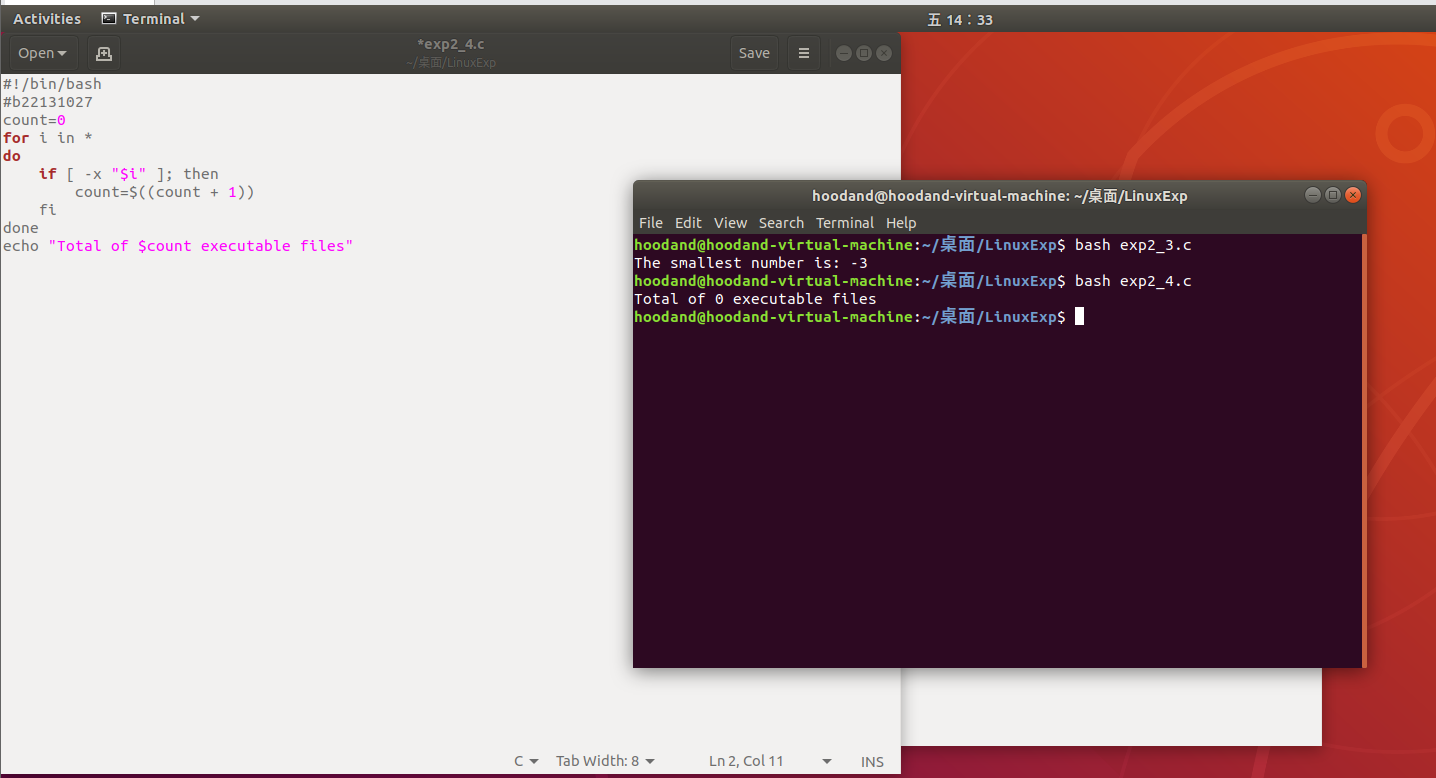 Activities Terminal 五 14：33
Open *exp2_4.c Save
~/桌面/LinuxExp
#!/bin/bash
#b22131027
count=0
for i in *
do
    if [ -x "$i" ]; then
        count=$((count + 1))
    fi
done
echo "Total of $count executable files"
C Tab Width: 8 Ln 2, Col 11 INS
hoodand@hoodand-virtual-machine: ~/桌面/LinuxExp
File Edit View Search Terminal Help
hoodand@hoodand-virtual-machine:~/桌面/LinuxExp$ bash exp2_3.c
The smallest number is: -3
hoodand@hoodand-virtual-machine:~/桌面/LinuxExp$ bash exp2_4.c
Total of 0 executable files
hoodand@hoodand-virtual-machine:~/桌面/LinuxExp$